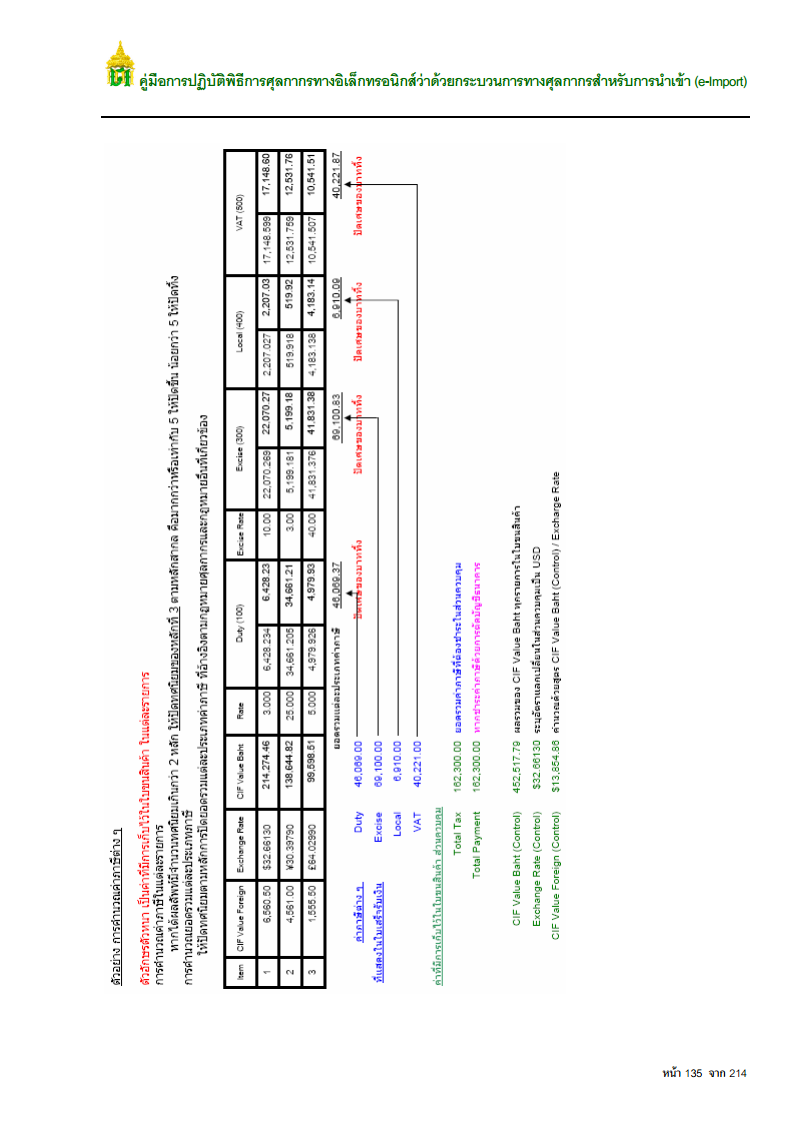 คู่มือการปฏิบัติพิธีการศุลกากรทางอิเล็กทรอนิกส์ว่าด้วยกระบวนการทางศุลกากรสำหรับการนำเข้า (e-Import)
ตัวอย่าง การคำนวณค่าภาษีต่าง ๆ
ตัวอักษรตัวหนา เป็นค่าที่มีการเก็บไว้ในใบขนสินค้า ในแต่ละรายการ
การคำนวณค่าภาษีในแต่ละรายการ
หากได้ผลลัพท์มีจำนวนทศนิยมเกินกว่า 2 หลัก ให้ปัดทศนิยมของหลักที่ 3 ตามหลักสากล คือมากกว่าหรือเท่ากับ 5 ให้ปัดขึ้น น้อยกว่า 5 ให้ปัดทิ้ง
การคำนวณยอดรวมแต่ละประเภทภาษี
ให้ปัดทศนิยมตามหลักการปัดยอดรวมแต่ละประเภทค่าภาษี ที่อ้างอิงตามกฎหมายศุลกากรและกฎหมายอื่นที่เกี่ยวข้อง
Item CIF Value Foreign Exchange Rate CIF Value Baht Rate Duty (100) Excise Rate Excise (300) Local (400) VAT (500)
1 6,560.50 $32.66130 214,274.46 3.000 6,428.234 6,428.23 10.00 22,070.269 22,070.27 2,207.027 2,207.03 17,148.599 17,148.60
2 4,561.00 ¥30.39790 138,644.82 25.000 34,661.205 34,661.21 3.00 5,199.181 5,199.18 519.918 519.92 12,531.759 12,531.76
3 1,555.50 £64.02990 99,598.51 5.000 4,979.926 4,979.93 40.00 41,831.376 41,831.38 4,183.138 4,183.14 10,541.507 10,541.51
ยอดรวมแต่ละประเภทค่าภาษี 46,069.37 69,100.83 6,910.09 40,221.87
ค่าภาษีต่าง ๆ Duty 46,069.00 ปัดเศษของบาททิ้ง ปัดเศษของบาททิ้ง ปัดเศษของบาททิ้ง ปัดเศษของบาททิ้ง
ที่แสดงในใบเสร็จรับเงิน Excise 69,100.00
Local 6,910.00
VAT 40,221.00
ค่าที่มีการเก็บไว้ในใบขนสินค้า ส่วนควบคุม
Total Tax 162,300.00 ยอดรวมค่าภาษีที่ต้องชำระในส่วนควบคุม
Total Payment 162,300.00 หากชำระค่าภาษีด้วยการตัดบัญชีธนาคาร
CIF Value Baht (Control) 452,517.79 ผลรวมของ CIF Value Baht ทุกรายการในใบขนสินค้า
Exchange Rate (Control) $32.66130 ระบุอัตราแลกเปลี่ยนในส่วนควบคุมเป็น USD
CIF Value Foreign (Control) $13,854.86 คำนวณด้วยสูตร CIF Value Baht (Control) / Exchange Rate
หน้า 135 จาก 214